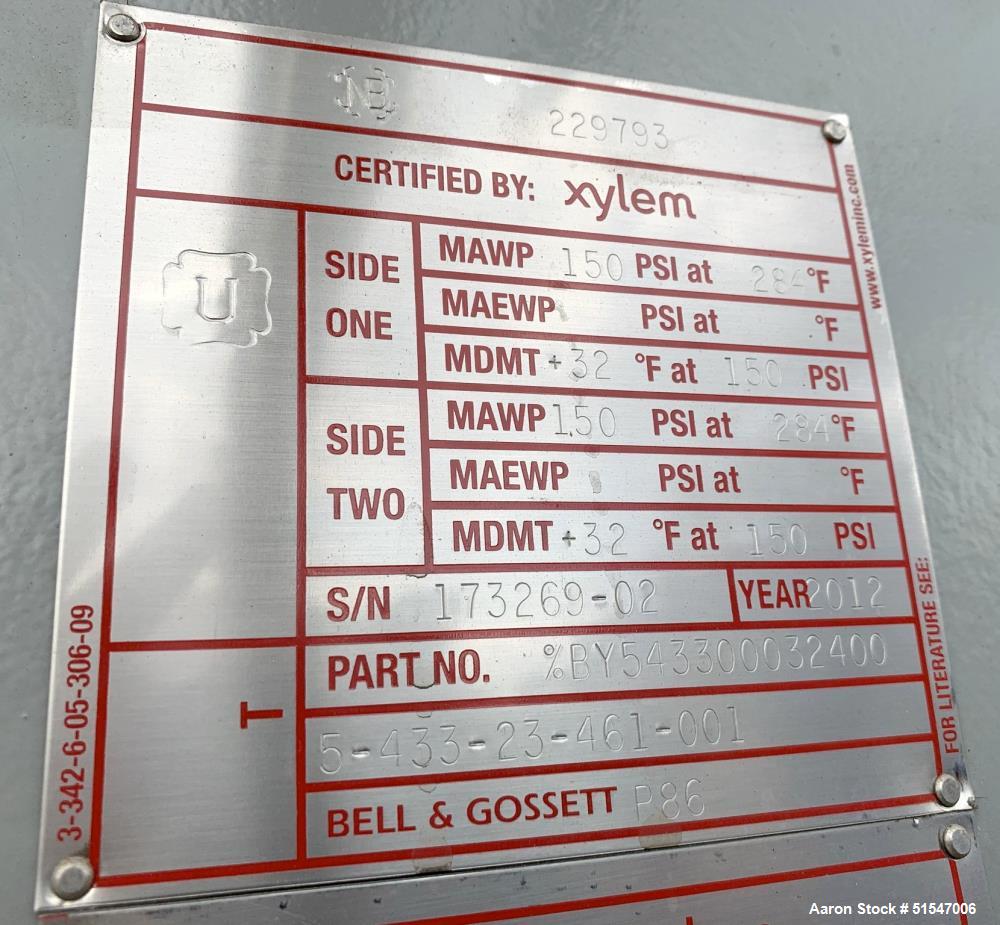 NB 229793
CERTIFIED BY: xylem
U
SIDE ONE
MAWP 150 PSI at 284°F
MAEWP PSI at °F
MDMT +32 °F at 150 PSI
SIDE TWO
MAWP 150 PSI at 284°F
MAEWP PSI at °F
MDMT +32 °F at 150 PSI
S/N 173269-02 YEAR 2012
PART NO. %BY543300032400
T
5-433-23-461-001
BELL & GOSSETT P86
3-342-6-05-306-09
www.xyleminc.com
FOR LITERATURE SEE:
Aaron Stock # 51547006